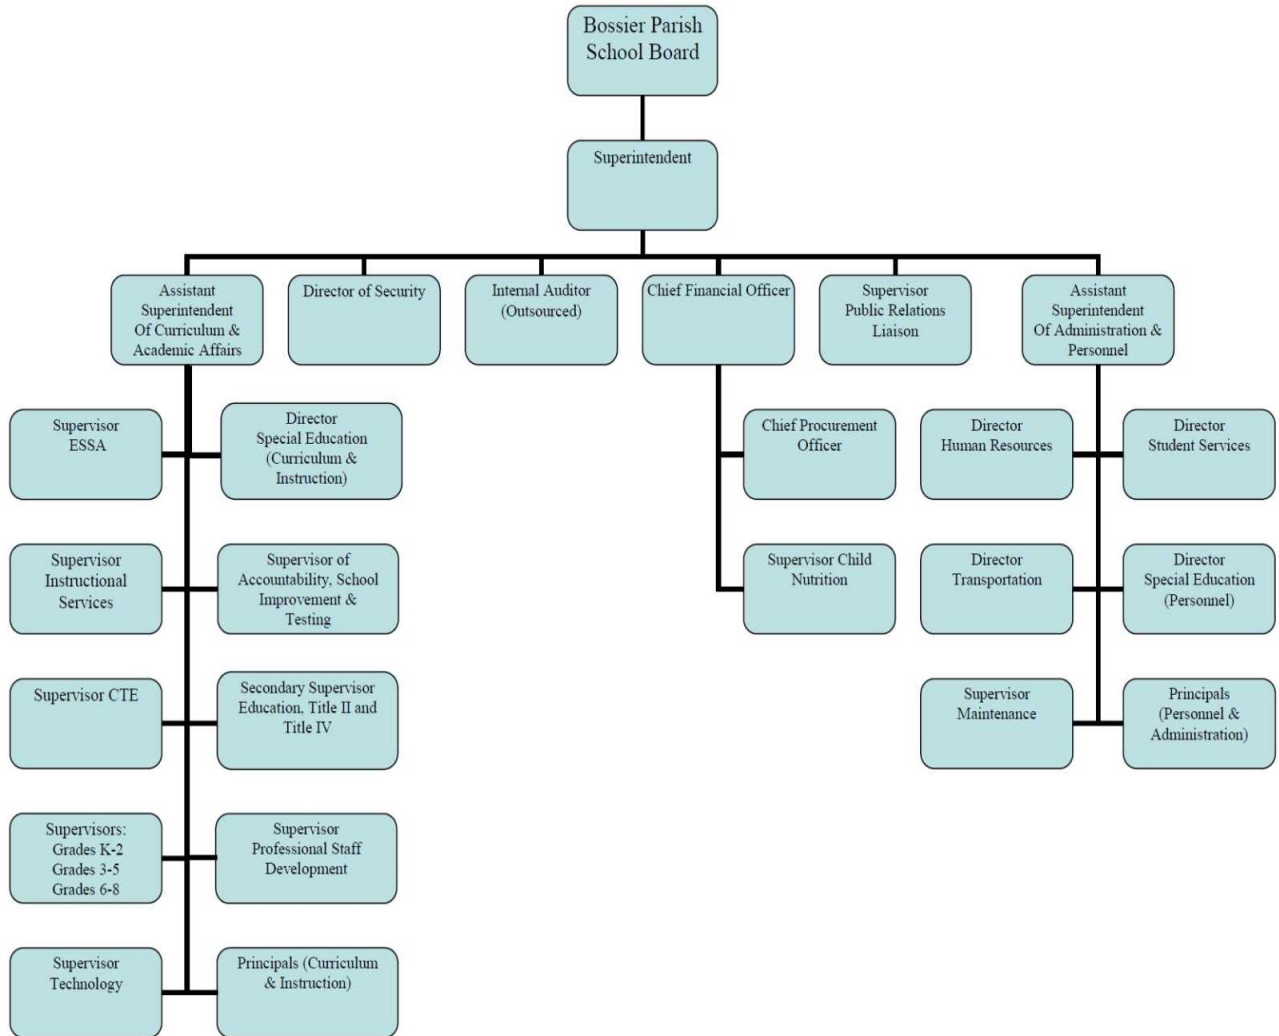 Bossier Parish
School Board
Superintendent
Assistant
Superintendent
Of Curriculum &
Academic Affairs
Director of Security
Internal Auditor
(Outsourced)
Chief Financial Officer
Supervisor
Public Relations
Liaison
Assistant
Superintendent
Of Administration &
Personnel
Supervisor
ESSA
Director
Special Education
(Curriculum &
Instruction)
Chief Procurement
Officer
Director
Human Resources
Director
Student Services
Supervisor
Instructional
Services
Supervisor of
Accountability, School
Improvement &
Testing
Supervisor Child
Nutrition
Director
Transportation
Director
Special Education
(Personnel)
Supervisor CTE
Secondary Supervisor
Education, Title II and
Title IV
Supervisor
Maintenance
Principals
(Personnel &
Administration)
Supervisors:
Grades K-2
Grades 3-5
Grades 6-8
Supervisor
Professional Staff
Development
Supervisor
Technology
Principals (Curriculum
& Instruction)